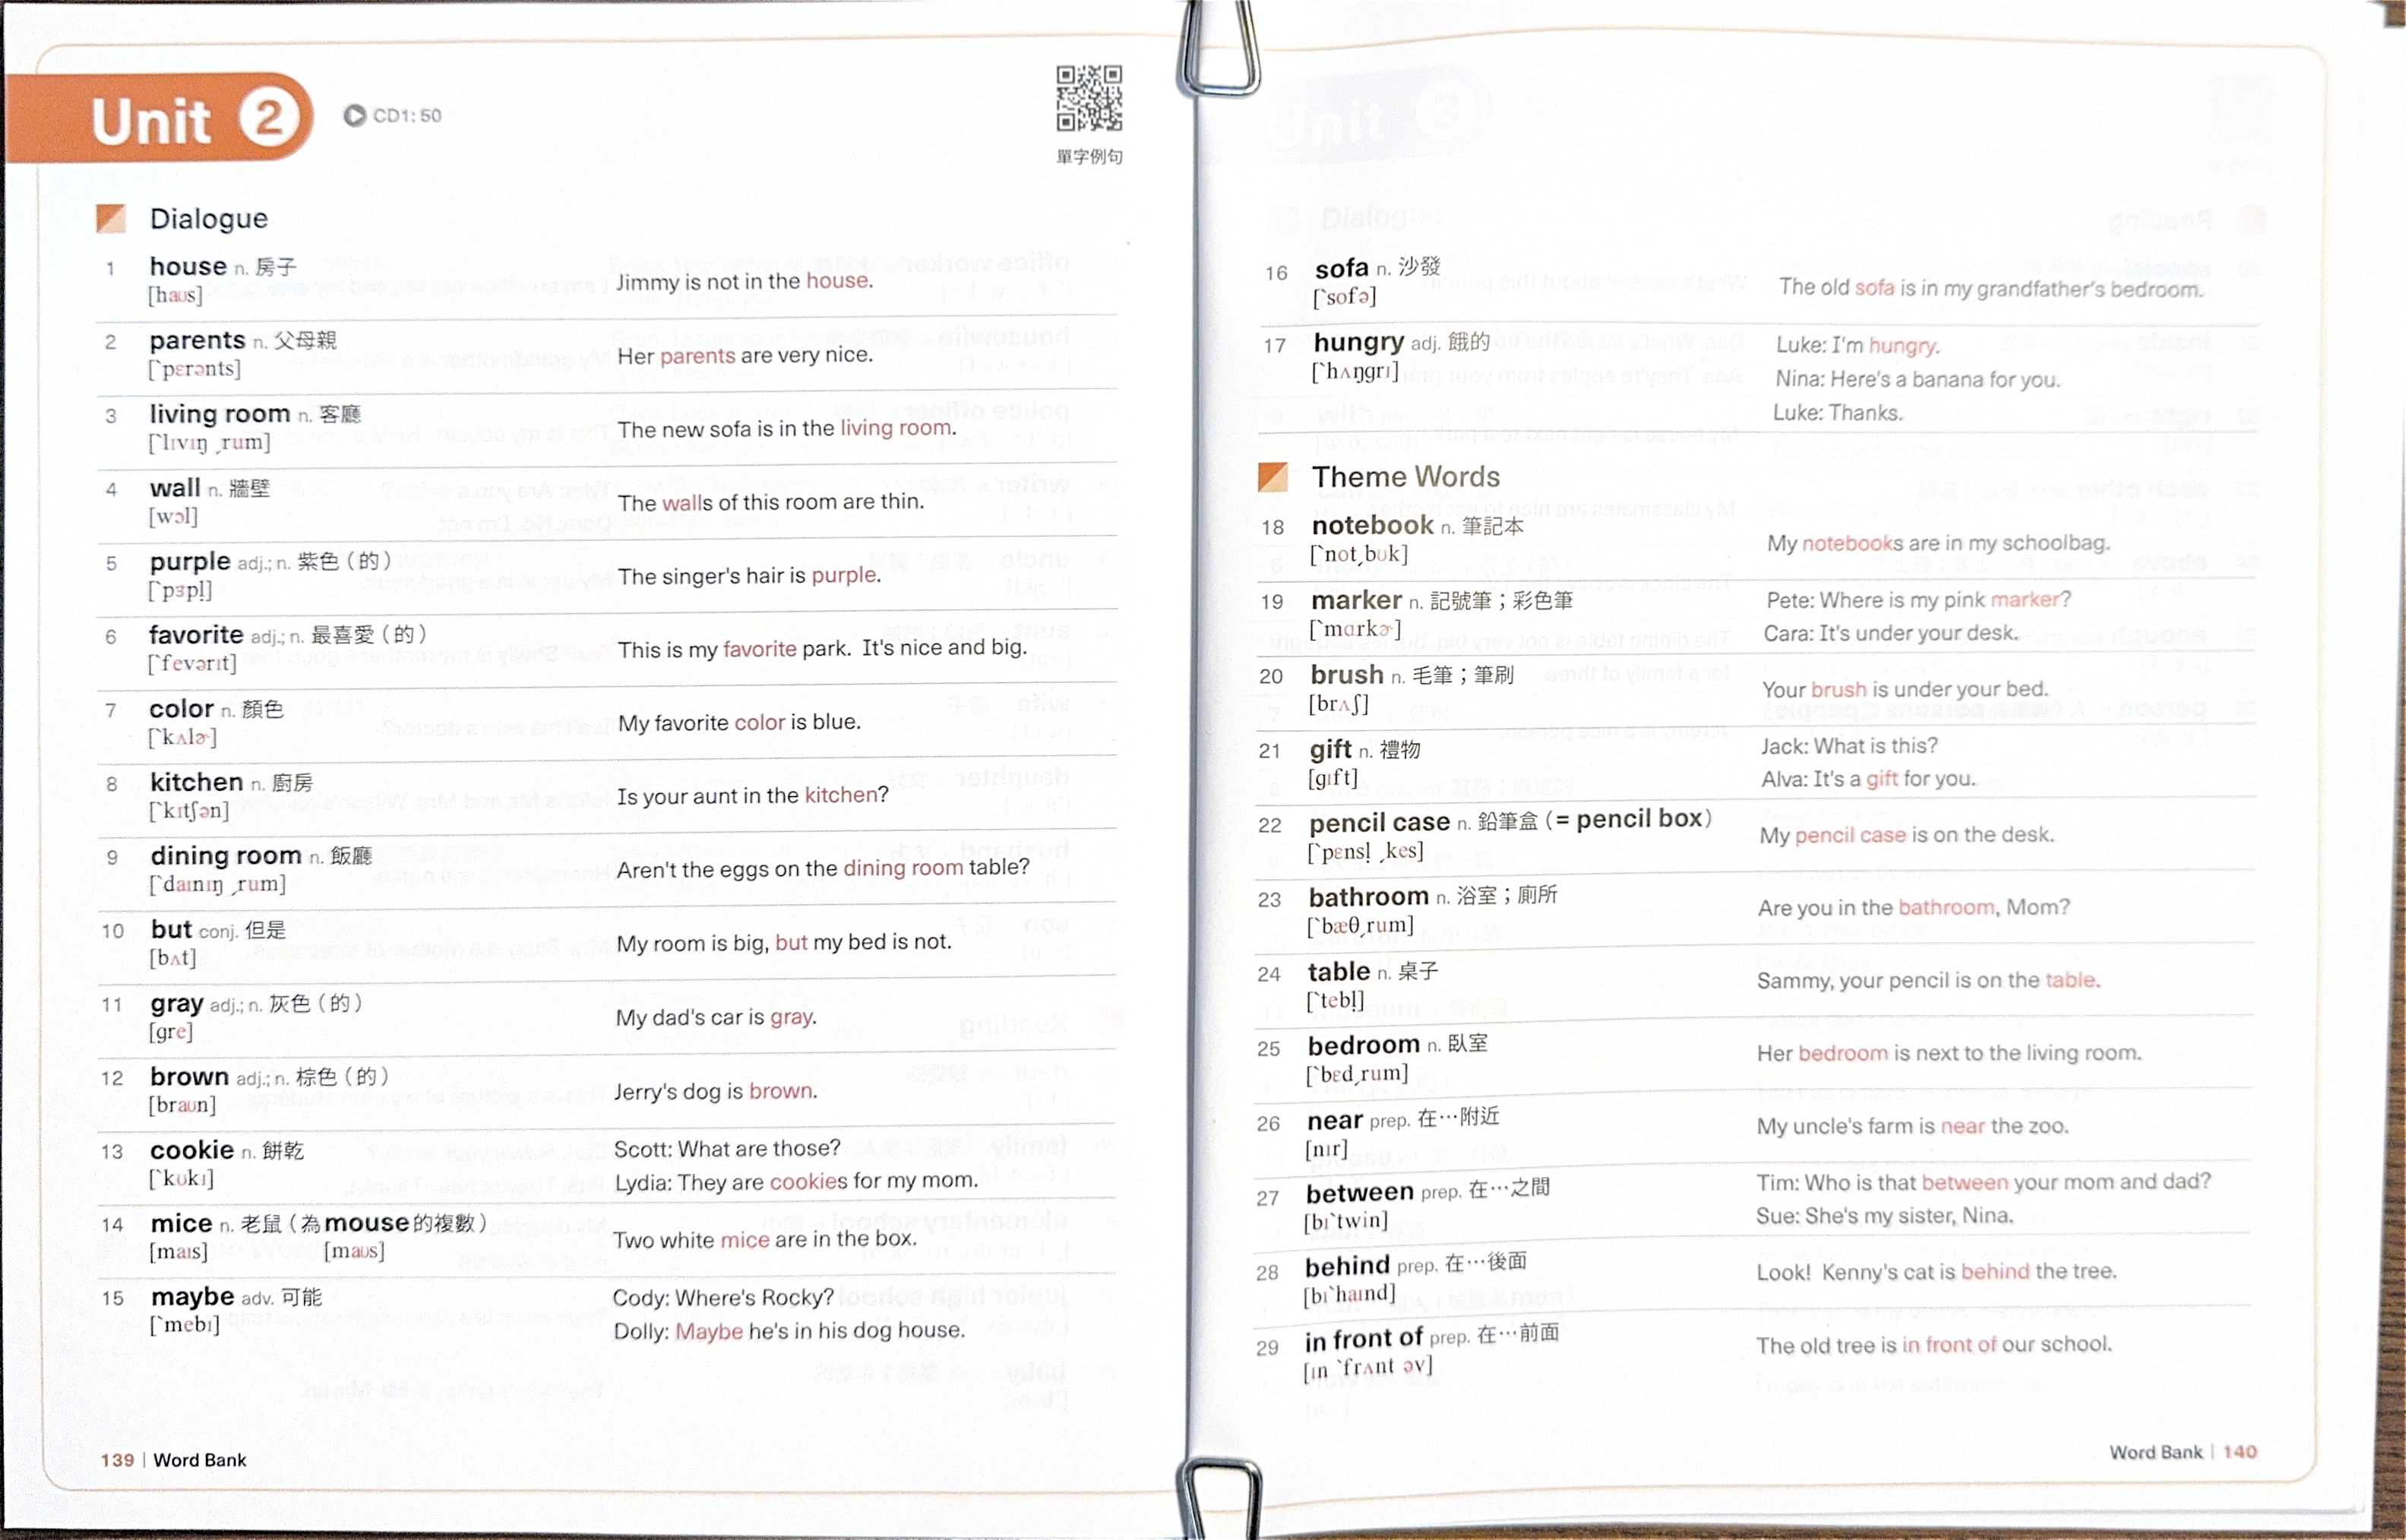 Unit 2
CD1: 50
單字例句
Dialogue
1 house n. 房子
[haʊs]
Jimmy is not in the house.
2 parents n. 父母親
[ˋpɛrənts]
Her parents are very nice.
3 living room n. 客廳
[ˋlɪvɪŋ ˏrum]
The new sofa is in the living room.
4 wall n. 牆壁
[wɔl]
The walls of this room are thin.
5 purple adj.; n. 紫色(的)
[ˋpɝpl̩]
The singer's hair is purple.
6 favorite adj.; n. 最喜愛(的)
[ˋfevərɪt]
This is my favorite park. It's nice and big.
7 color n. 顏色
[ˋkʌlɚ]
My favorite color is blue.
8 kitchen n. 廚房
[ˋkɪtʃən]
Is your aunt in the kitchen?
9 dining room n. 飯廳
[ˋdaɪnɪŋ ˏrum]
Aren't the eggs on the dining room table?
10 but conj. 但是
[bʌt]
My room is big, but my bed is not.
11 gray adj.; n. 灰色(的)
[gre]
My dad's car is gray.
12 brown adj.; n. 棕色(的)
[braʊn]
Jerry's dog is brown.
13 cookie n. 餅乾
[ˋkʊkɪ]
Scott: What are those?
Lydia: They are cookies for my mom.
14 mice n. 老鼠(為mouse的複數)
[maɪs] [maʊs]
Two white mice are in the box.
15 maybe adv. 可能
[ˋmebɪ]
Cody: Where's Rocky?
Dolly: Maybe he's in his dog house.
139 | Word Bank
16 sofa n. 沙發
[ˋsofə]
The old sofa is in my grandfather's bedroom.
17 hungry adj. 餓的
[ˋhʌŋgrɪ]
Luke: I'm hungry.
Nina: Here's a banana for you.
Luke: Thanks.
Theme Words
18 notebook n. 筆記本
[ˋnotˏbʊk]
My notebooks are in my schoolbag.
19 marker n. 記號筆;彩色筆
[ˋmɑrkɚ]
Pete: Where is my pink marker?
Cara: It's under your desk.
20 brush n. 毛筆;筆刷
[brʌʃ]
Your brush is under your bed.
21 gift n. 禮物
[gɪft]
Jack: What is this?
Alva: It's a gift for you.
22 pencil case n. 鉛筆盒(= pencil box)
[ˋpɛnsl̩ ˏkes]
My pencil case is on the desk.
23 bathroom n. 浴室;廁所
[ˋbæθˏrum]
Are you in the bathroom, Mom?
24 table n. 桌子
[ˋtebl]
Sammy, your pencil is on the table.
25 bedroom n. 臥室
[ˋbɛdˏrum]
Her bedroom is next to the living room.
26 near prep. 在…附近
[nɪr]
My uncle's farm is near the zoo.
27 between prep. 在…之間
[bɪˋtwin]
Tim: Who is that between your mom and dad?
Sue: She's my sister, Nina.
28 behind prep. 在…後面
[bɪˋhaɪnd]
Look! Kenny's cat is behind the tree.
29 in front of prep. 在…前面
[ɪn ˋfrʌnt əv]
The old tree is in front of our school.
Word Bank | 140